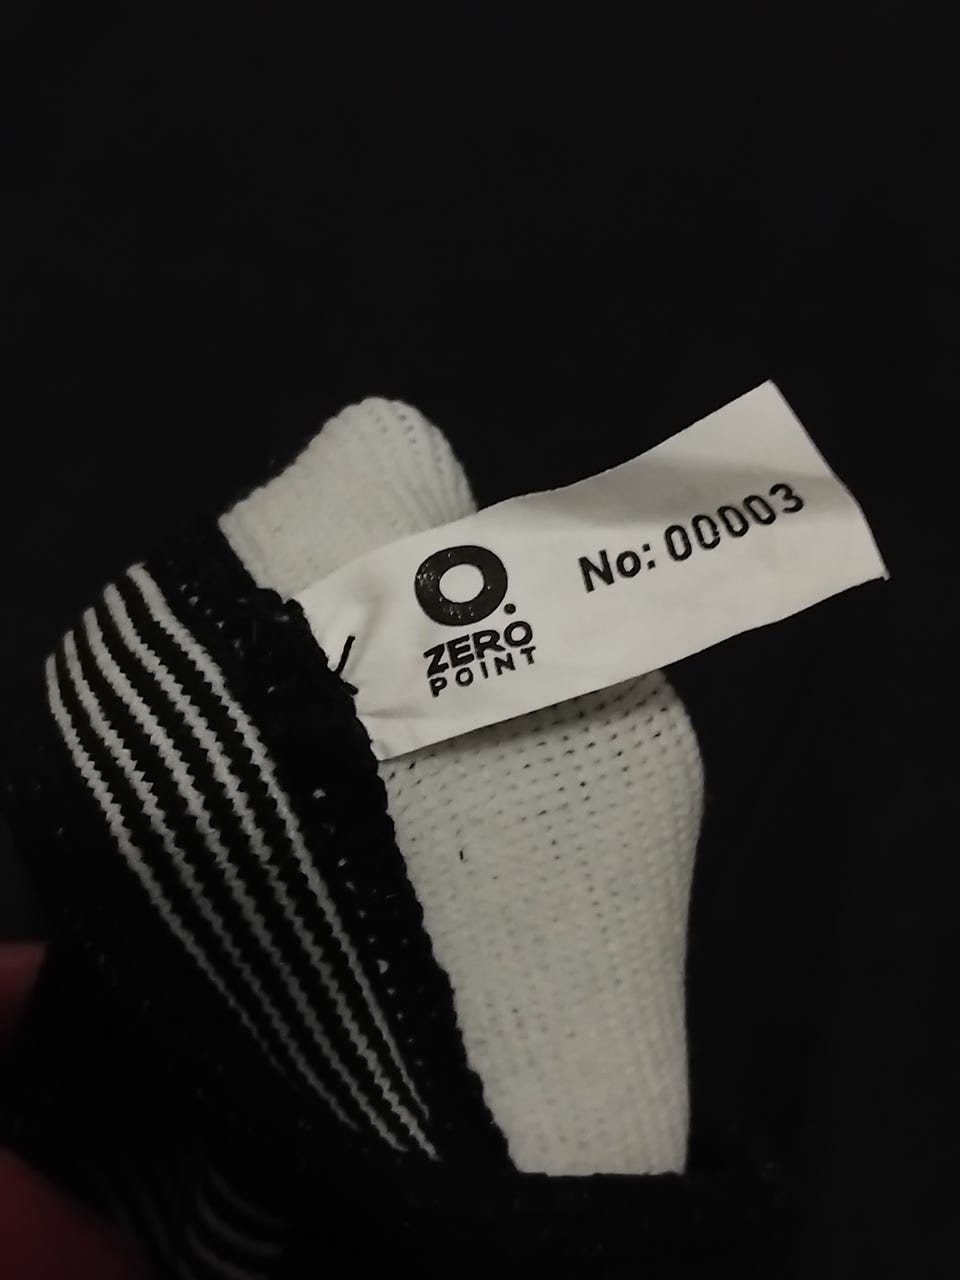 O.
ZERO
POINT
No: 00003